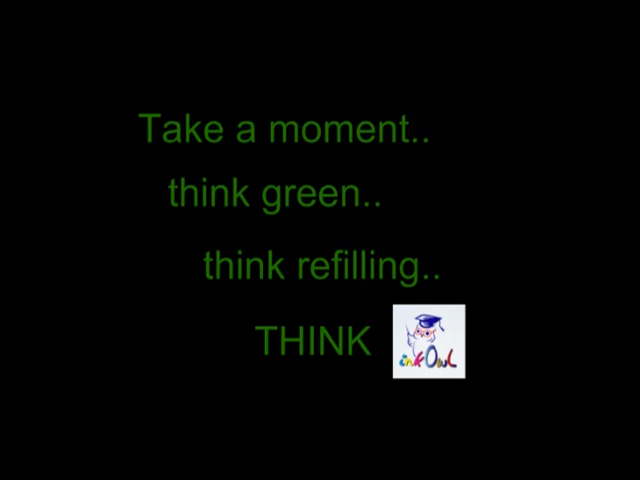 Take a moment..
think green..
think refilling..
THINK
inkOwl